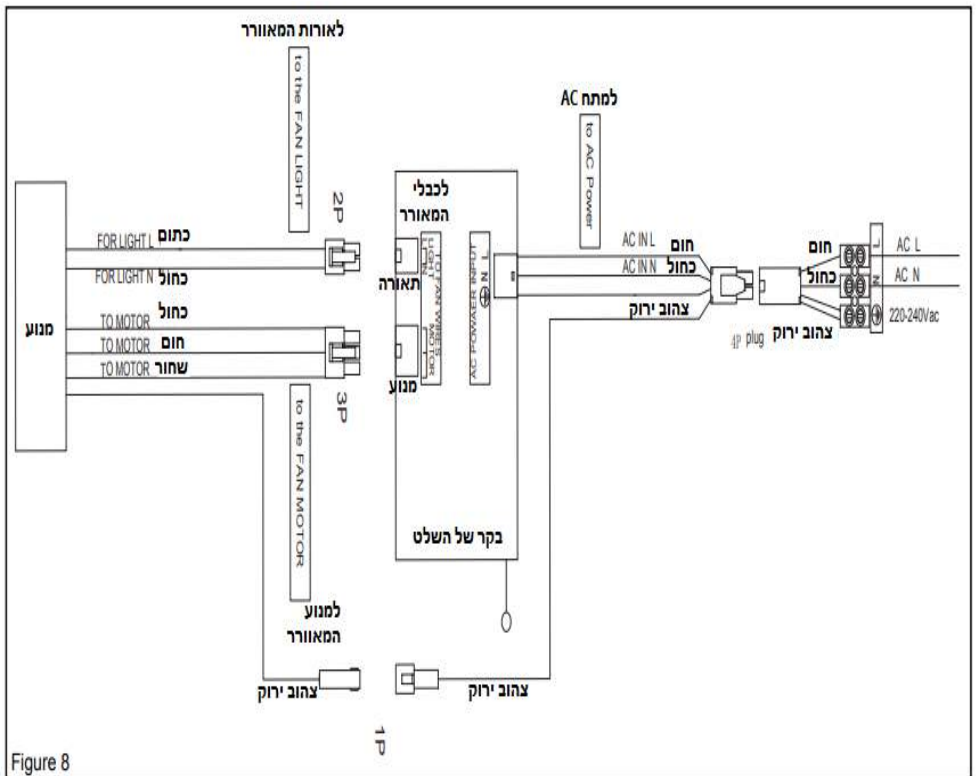 לאורות המאוורר
to the FAN LIGHT
למתח AC
to AC Power
2P
לכבלי
המאורר
FOR LIGHT L כתום
FOR LIGHT N כחול
תאורה
LIGHT
L N
TO FAN WIRES
MOTOR
AC POWAER INPUT
N L
AC IN L חום
AC IN N כחול
צהוב ירוק
חום
כחול
צהוב ירוק
4P plug
L
N
AC L
AC N
220-240Vac
מנוע
TO MOTOR כחול
TO MOTOR חום
TO MOTOR שחור
3P
מנוע
to the FAN MOTOR
בקר של השלט
למנוע
המאוורר
צהוב ירוק
צהוב ירוק
1P
Figure 8